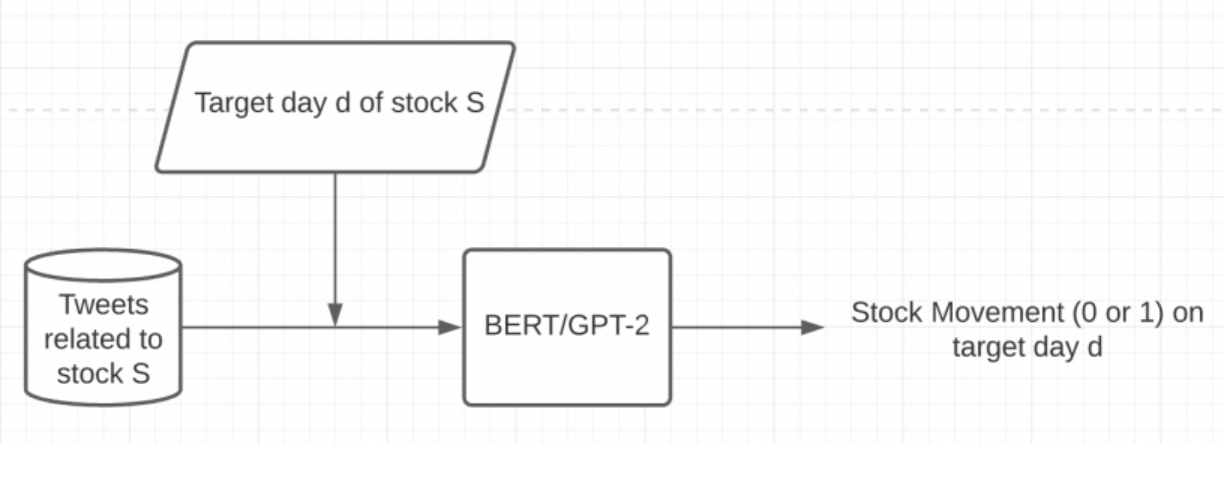 Target day d of stock S
Tweets
related to
stock S
BERT/GPT-2
Stock Movement (0 or 1) on
target day d